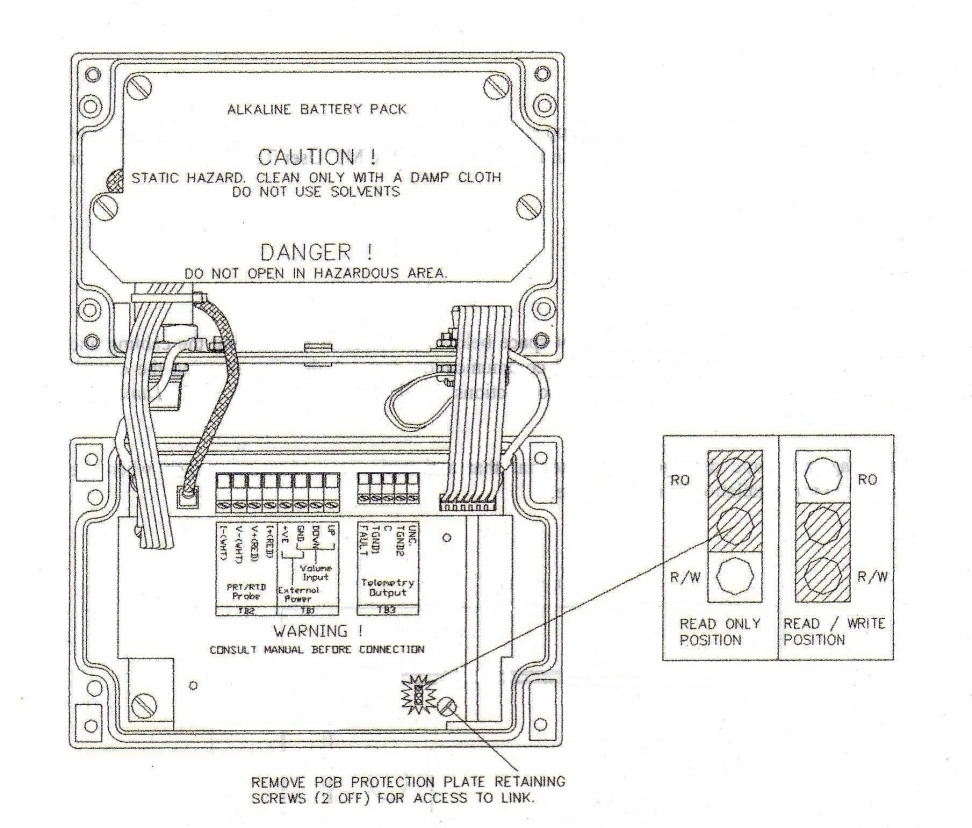 ALKALINE BATTERY PACK
CAUTION !
STATIC HAZARD. CLEAN ONLY WITH A DAMP CLOTH
DO NOT USE SOLVENTS
DANGER !
DO NOT OPEN IN HAZARDOUS AREA.
I-(WHT)
V-(WHT)
V+(RED)
I+(RED)
+VE
GND
DOWN
UP
FAULT
TGND1
C
TGND2
UNC.
PRT/RTD
Probe
External
Power
Volume
Input
Telemetry
Output
TB2
TB1
TB3
WARNING !
CONSULT MANUAL BEFORE CONNECTION
RO
R/W
READ ONLY
POSITION
RO
R/W
READ / WRITE
POSITION
REMOVE PCB PROTECTION PLATE RETAINING
SCREWS (2 OFF) FOR ACCESS TO LINK.